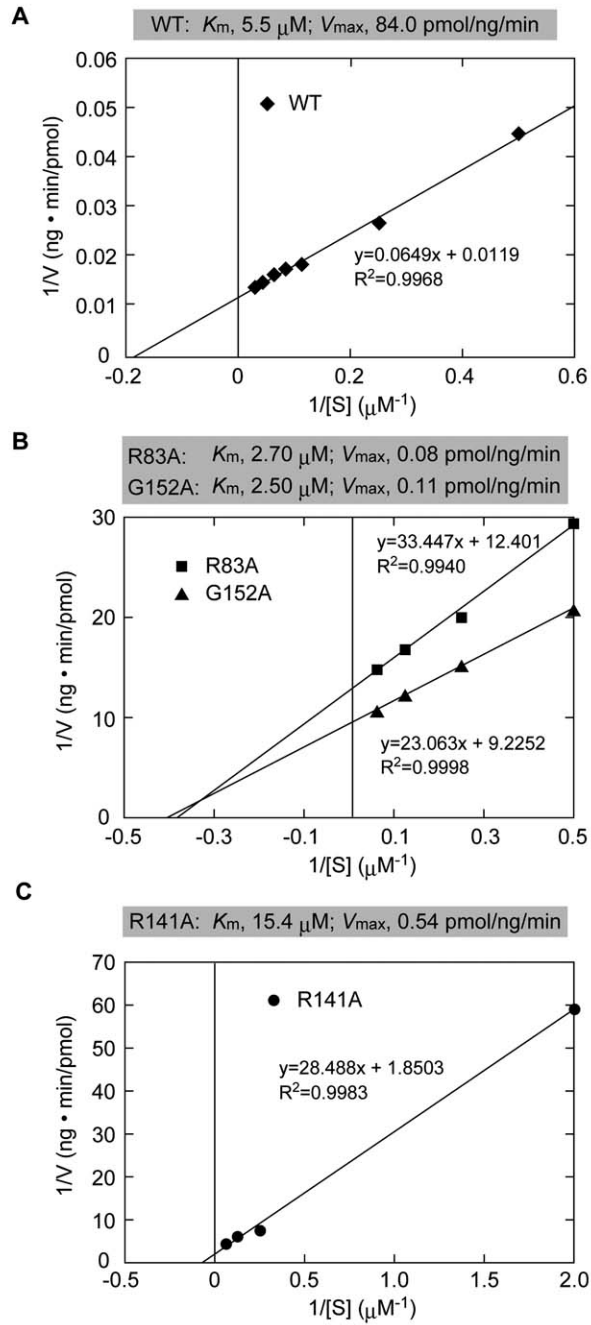 A
WT: Km, 5.5 μM; Vmax, 84.0 pmol/ng/min
0.06
0.05
0.04
0.03
0.02
0.01
0
WT
y=0.0649x + 0.0119
R²=0.9968
-0.2
0
0.2
0.4
0.6
1/V (ng • min/pmol)
1/[S] (μM⁻¹)
B
R83A: Km, 2.70 μM; Vmax, 0.08 pmol/ng/min
G152A: Km, 2.50 μM; Vmax, 0.11 pmol/ng/min
30
20
10
0
R83A
G152A
y=33.447x + 12.401
R²=0.9940
y=23.063x + 9.2252
R²=0.9998
-0.5
-0.3
-0.1
0.1
0.3
0.5
1/V (ng • min/pmol)
1/[S] (μM⁻¹)
C
R141A: Km, 15.4 μM; Vmax, 0.54 pmol/ng/min
70
60
50
40
30
20
10
0
R141A
y=28.488x + 1.8503
R²=0.9983
-0.5
0
0.5
1.0
1.5
2.0
1/V (ng • min/pmol)
1/[S] (μM⁻¹)